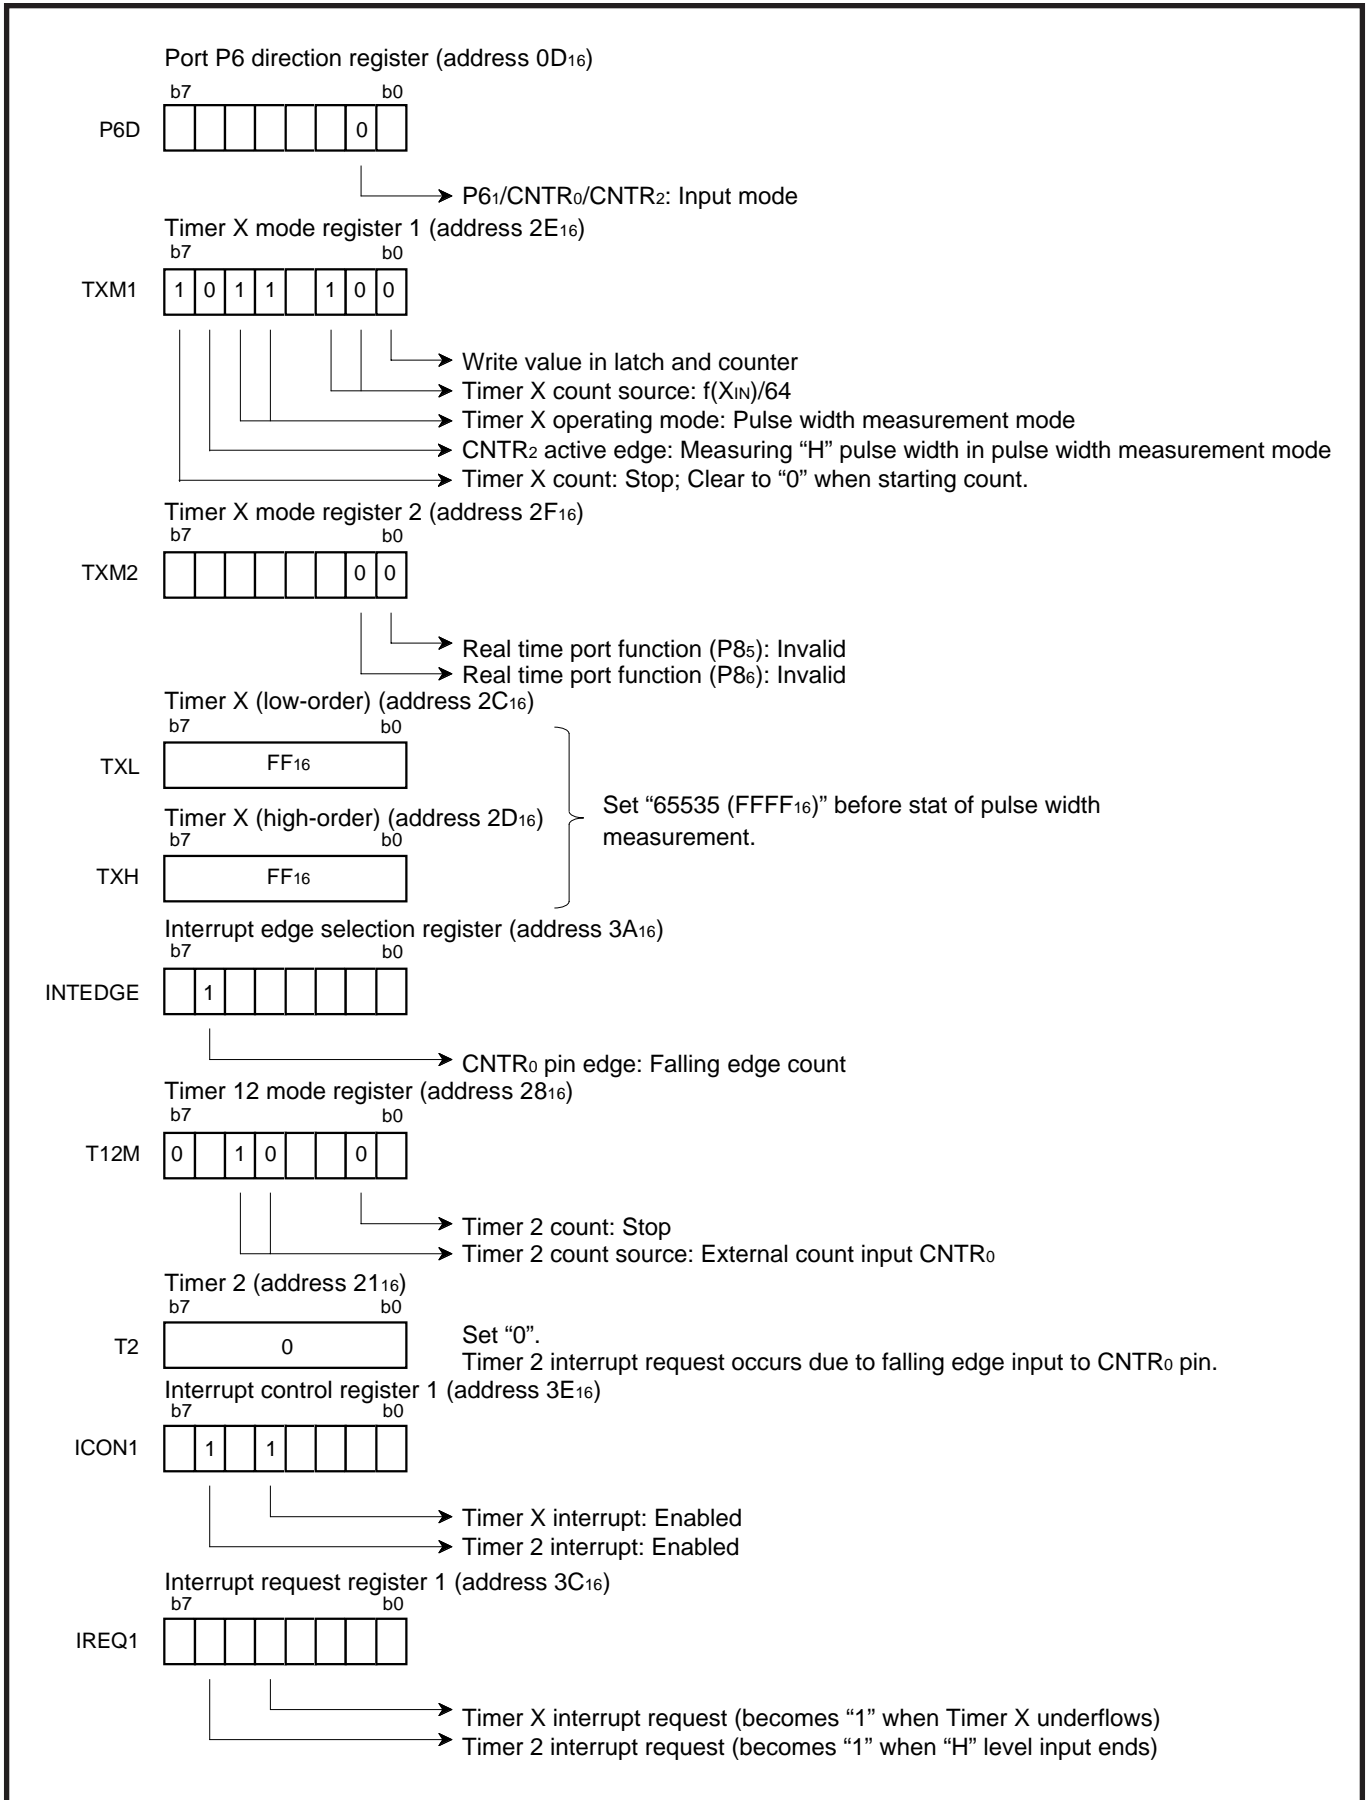 Port P6 direction register (address 0D16)
b7 b0
P6D 0
P61/CNTR0/CNTR2: Input mode
Timer X mode register 1 (address 2E16)
b7 b0
TXM1 1 0 1 1 1 0 0
Write value in latch and counter
Timer X count source: f(XIN)/64
Timer X operating mode: Pulse width measurement mode
CNTR2 active edge: Measuring “H” pulse width in pulse width measurement mode
Timer X count: Stop; Clear to “0” when starting count.
Timer X mode register 2 (address 2F16)
b7 b0
TXM2 0 0
Real time port function (P85): Invalid
Real time port function (P86): Invalid
Timer X (low-order) (address 2C16)
b7 b0
TXL FF16
Timer X (high-order) (address 2D16)
b7 b0
TXH FF16
Set “65535 (FFFF16)” before stat of pulse width
measurement.
Interrupt edge selection register (address 3A16)
b7 b0
INTEDGE 1
CNTR0 pin edge: Falling edge count
Timer 12 mode register (address 2816)
b7 b0
T12M 0 1 0 0
Timer 2 count: Stop
Timer 2 count source: External count input CNTR0
Timer 2 (address 2116)
b7 b0
T2 0
Set “0”.
Timer 2 interrupt request occurs due to falling edge input to CNTR0 pin.
Interrupt control register 1 (address 3E16)
b7 b0
ICON1 1 1
Timer X interrupt: Enabled
Timer 2 interrupt: Enabled
Interrupt request register 1 (address 3C16)
b7 b0
IREQ1
Timer X interrupt request (becomes “1” when Timer X underflows)
Timer 2 interrupt request (becomes “1” when “H” level input ends)